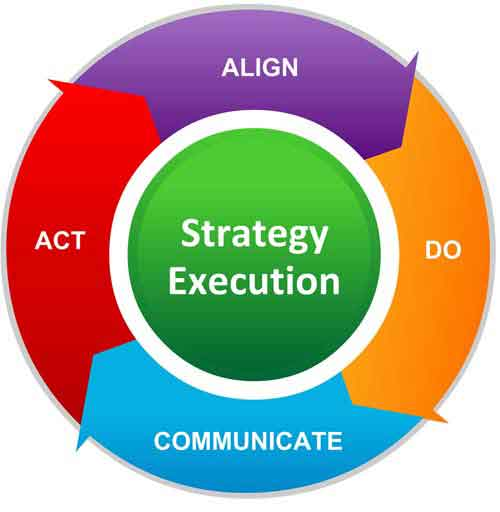 ALIGN
ACT
Strategy
Execution
DO
COMMUNICATE